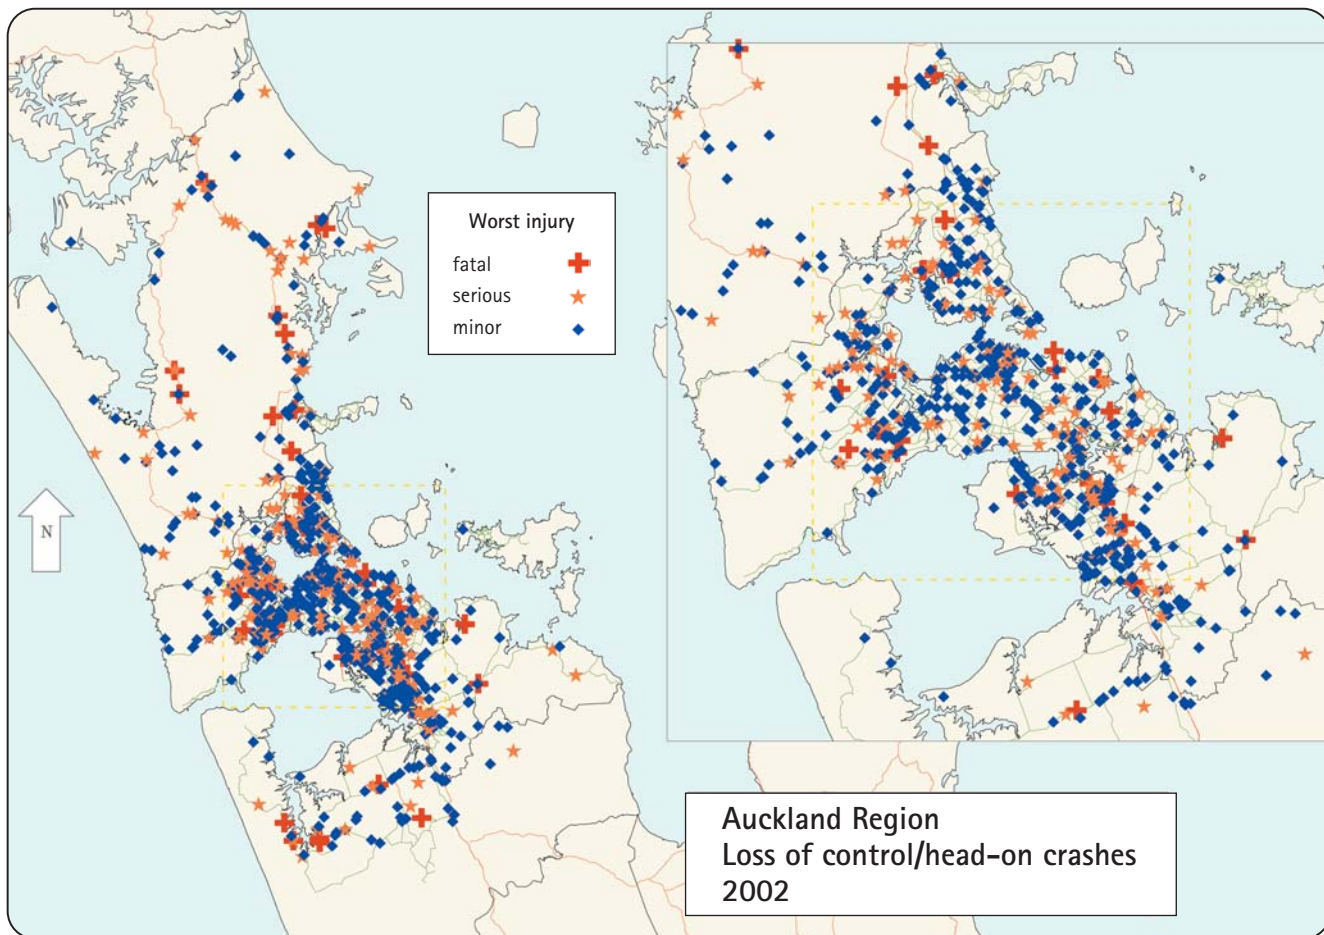 Worst injury
fatal
serious
minor
N
Auckland Region
Loss of control/head-on crashes
2002